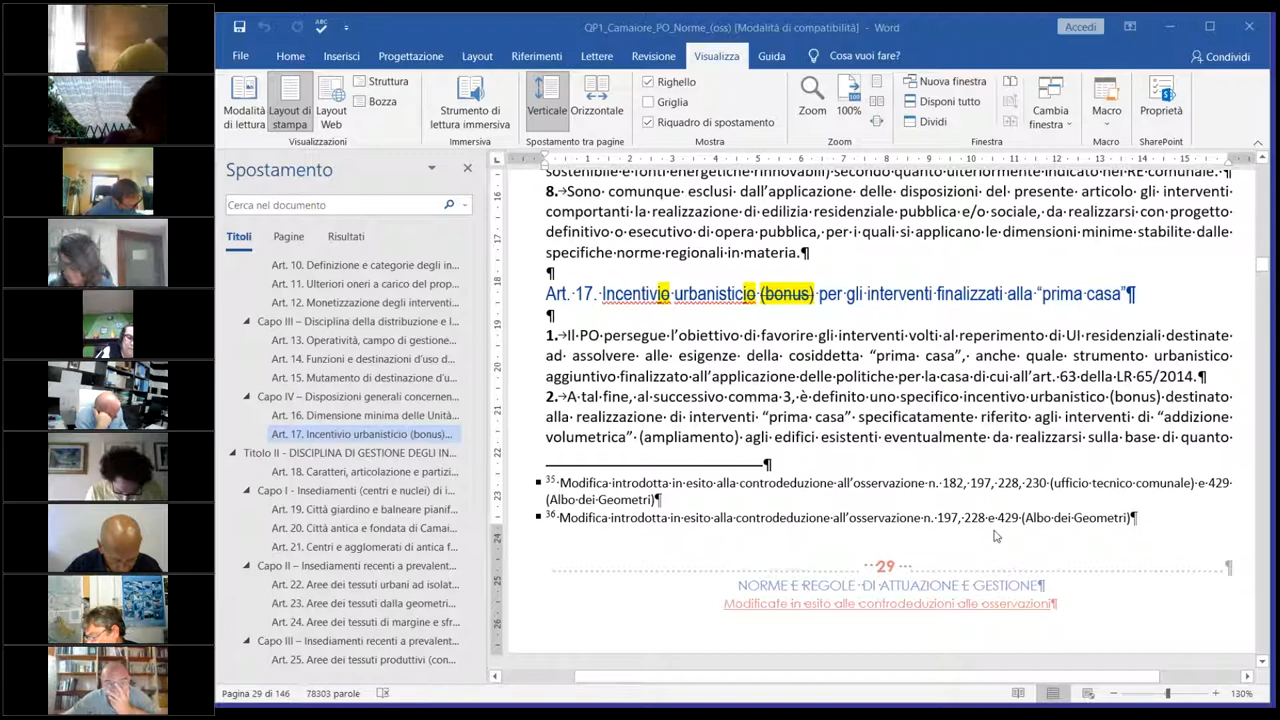 QP1_Camaiore_PO_Norme_(oss) [Modalità di compatibilità] - Word
Accedi
File Home Inserisci Progettazione Layout Riferimenti Lettere Revisione Visualizza Guida Cosa vuoi fare? Condividi
Modalità di lettura
Layout di stampa
Layout Web
Struttura
Bozza
Visualizzazioni
Strumento di lettura immersiva
Immersiva
Verticale
Orizzontale
Spostamento tra pagine
Righello
Griglia
Riquadro di spostamento
Mostra
Zoom
100
100%
Zoom
Nuova finestra
Disponi tutto
Dividi
Cambia finestra
Finestra
Macro
Macro
Proprietà
SharePoint
Spostamento
Cerca nel documento
Titoli Pagine Risultati
Art. 10. Definizione e categorie degli in...
Art. 11. Ulteriori oneri a carico del prop...
Art. 12. Monetizzazione degli interventi...
Capo III – Disciplina della distribuzione e l...
Art. 13. Operatività, campo di gestione...
Art. 14. Funzioni e destinazioni d'uso d...
Art. 15. Mutamento di destinazione d'...
Capo IV – Disposizioni generali concernen...
Art. 16. Dimensione minima delle Unità...
Art. 17. Incentivio urbanisticio (bonus)...
Titolo II - DISCIPLINA DI GESTIONE DEGLI IN...
Art. 18. Caratteri, articolazione e partizi...
Capo I - Insediamenti (centri e nuclei) di i...
Art. 19. Città giardino e balneare pianif...
Art. 20. Città antica e fondata di Camai...
Art. 21. Centri e agglomerati di antica f...
Capo II – Insediamenti recenti a prevalent...
Art. 22. Aree dei tessuti urbani ad isolat...
Art. 23. Aree dei tessuti dalla geometri...
Art. 24. Aree dei tessuti di margine e sfr...
Capo III – Insediamenti recenti a prevalent...
Art. 25. Aree dei tessuti produttivi (con...
sostenibile e fonti energetiche rinnovabili) secondo quanto ulteriormente indicato nel RE comunale. ¶
8.→Sono comunque esclusi dall'applicazione delle disposizioni del presente articolo gli interventi
comportanti la realizzazione di edilizia residenziale pubblica e/o sociale, da realizzarsi con progetto
definitivo o esecutivo di opera pubblica, per i quali si applicano le dimensioni minime stabilite dalle
specifiche norme regionali in materia.¶
¶
Art. 17. Incentivio urbanisticio (bonus) per gli interventi finalizzati alla “prima casa”¶
¶
1.→Il PO persegue l'obiettivo di favorire gli interventi volti al reperimento di UI residenziali destinate
ad assolvere alle esigenze della cosiddetta “prima casa”, anche quale strumento urbanistico
aggiuntivo finalizzato all'applicazione delle politiche per la casa di cui all'art. 63 della LR 65/2014.¶
2.→A tal fine, al successivo comma 3, è definito uno specifico incentivo urbanistico (bonus) destinato
alla realizzazione di interventi “prima casa” specificatamente riferito agli interventi di “addizione
volumetrica” (ampliamento) agli edifici esistenti eventualmente da realizzarsi sulla base di quanto
¶
35 Modifica introdotta in esito alla controdeduzione all'osservazione n. 182, 197, 228, 230 (ufficio tecnico comunale) e 429
(Albo dei Geometri)¶
36 Modifica introdotta in esito alla controdeduzione all'osservazione n. 197, 228 e 429 (Albo dei Geometri)¶
29 ¶
NORME E REGOLE DI ATTUAZIONE E GESTIONE¶
Modificate in esito alle controdeduzioni alle osservazioni¶
Pagina 29 di 146 78303 parole 130%